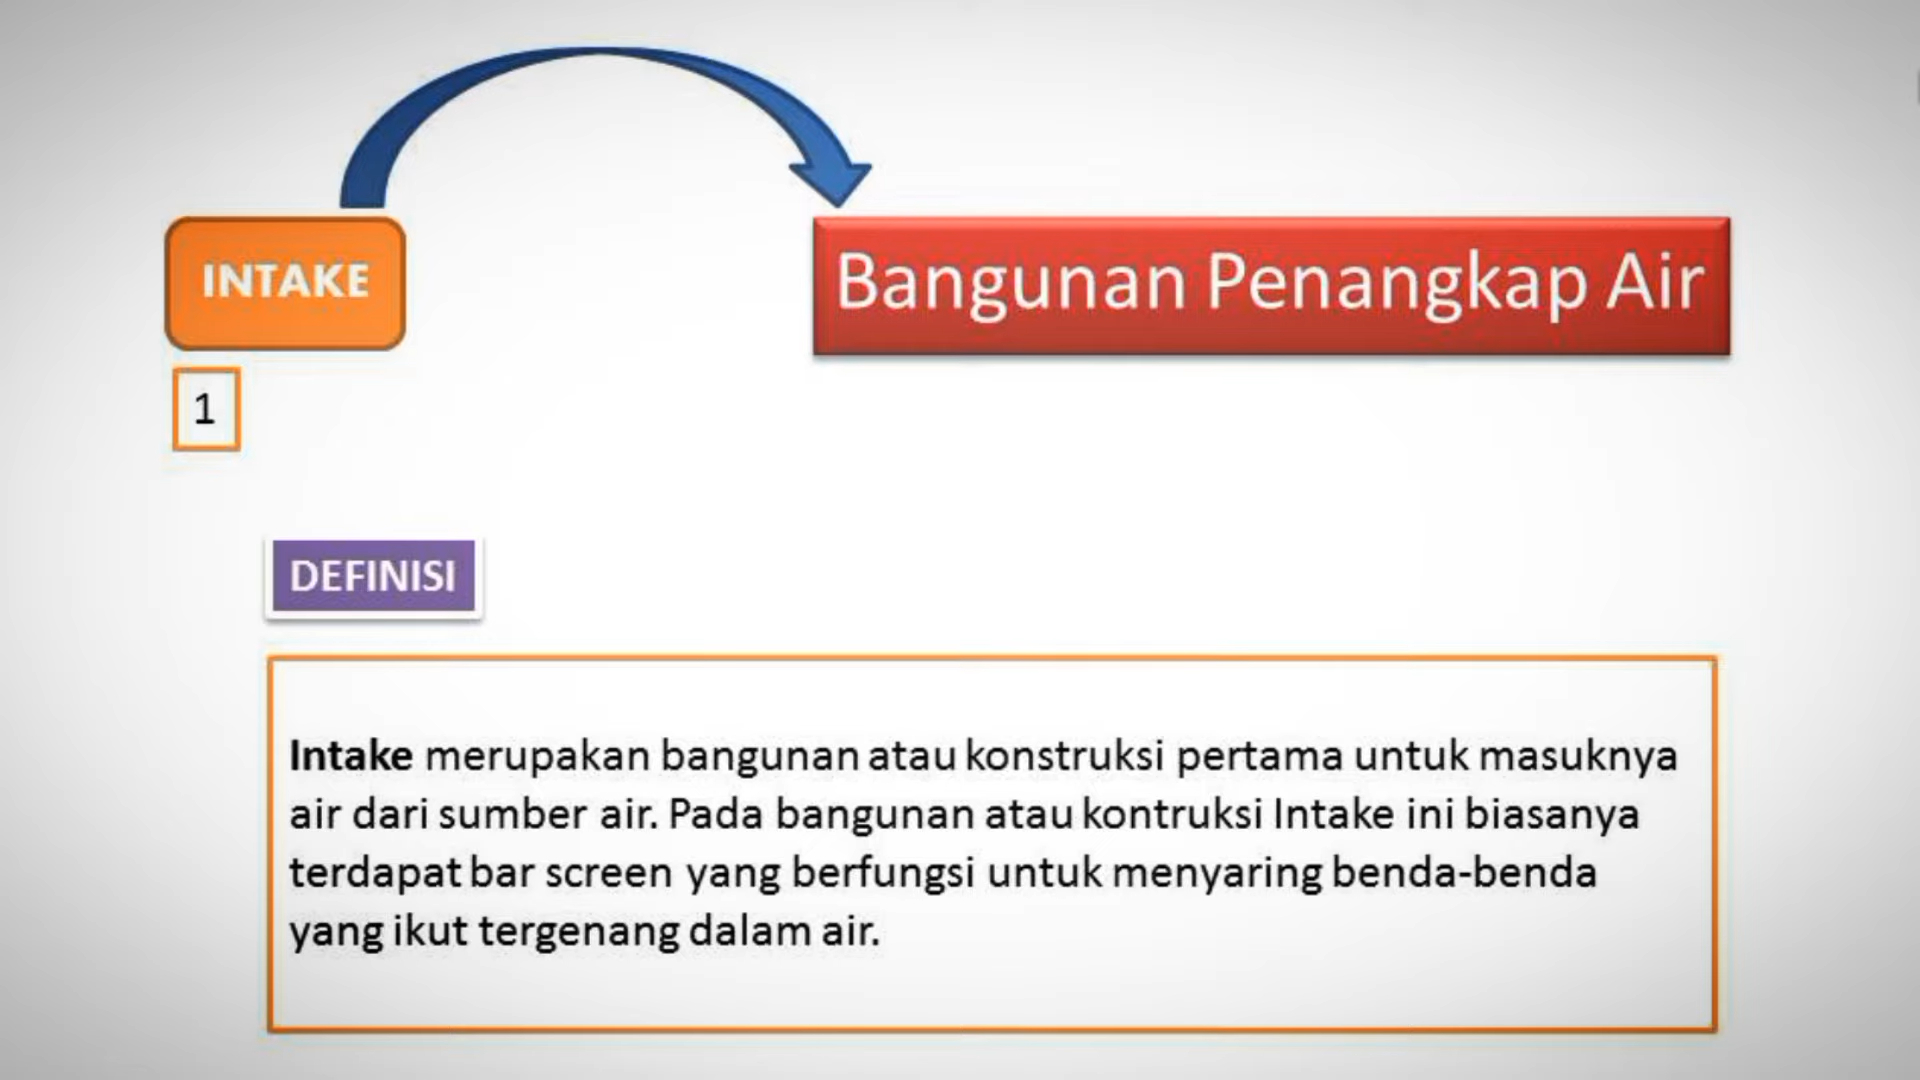 INTAKE
Bangunan Penangkap Air
1
DEFINISI
Intake merupakan bangunan atau konstruksi pertama untuk masuknya
air dari sumber air. Pada bangunan atau kontruksi Intake ini biasanya
terdapat bar screen yang berfungsi untuk menyaring benda-benda
yang ikut tergenang dalam air.